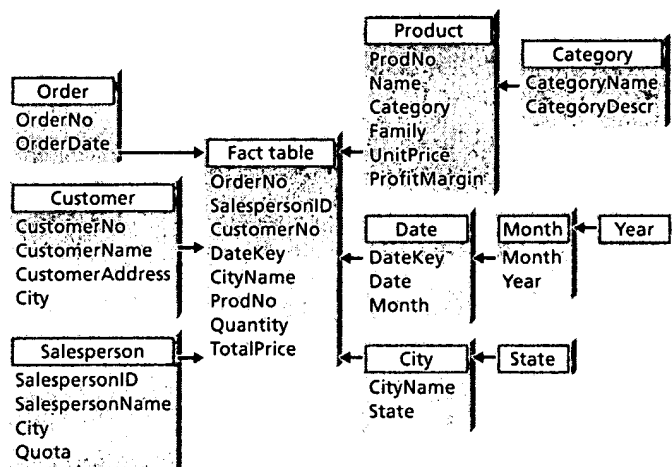 Order
OrderNo
OrderDate
Customer
CustomerNo
CustomerName
CustomerAddress
City
Salesperson
SalespersonID
SalespersonName
City
Quota
Fact table
OrderNo
SalespersonID
CustomerNo
DateKey
CityName
ProdNo
Quantity
TotalPrice
Product
ProdNo
Name
Category
Family
UnitPrice
ProfitMargin
Category
CategoryName
CategoryDescr
Date
DateKey
Date
Month
Month
Month
Year
Year
City
CityName
State
State